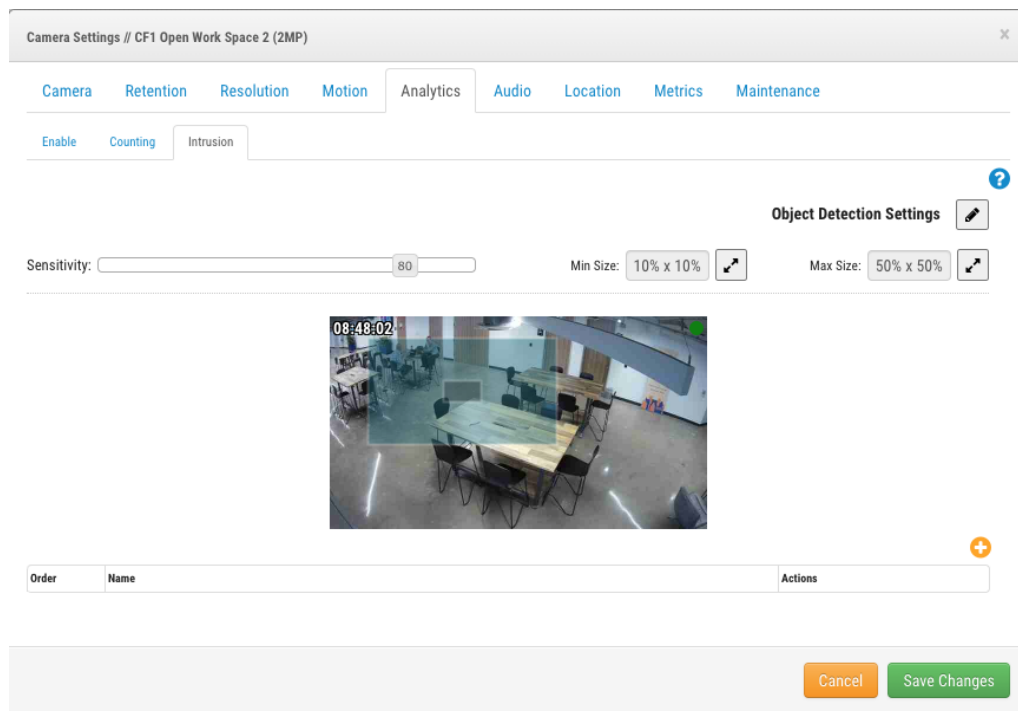 Camera Settings // CF1 Open Work Space 2 (2MP)
Camera Retention Resolution Motion Analytics Audio Location Metrics Maintenance
Enable Counting Intrusion
Object Detection Settings
Sensitivity: 80 Min Size: 10% x 10% Max Size: 50% x 50%
08:48:02
Order Name Actions
Cancel Save Changes